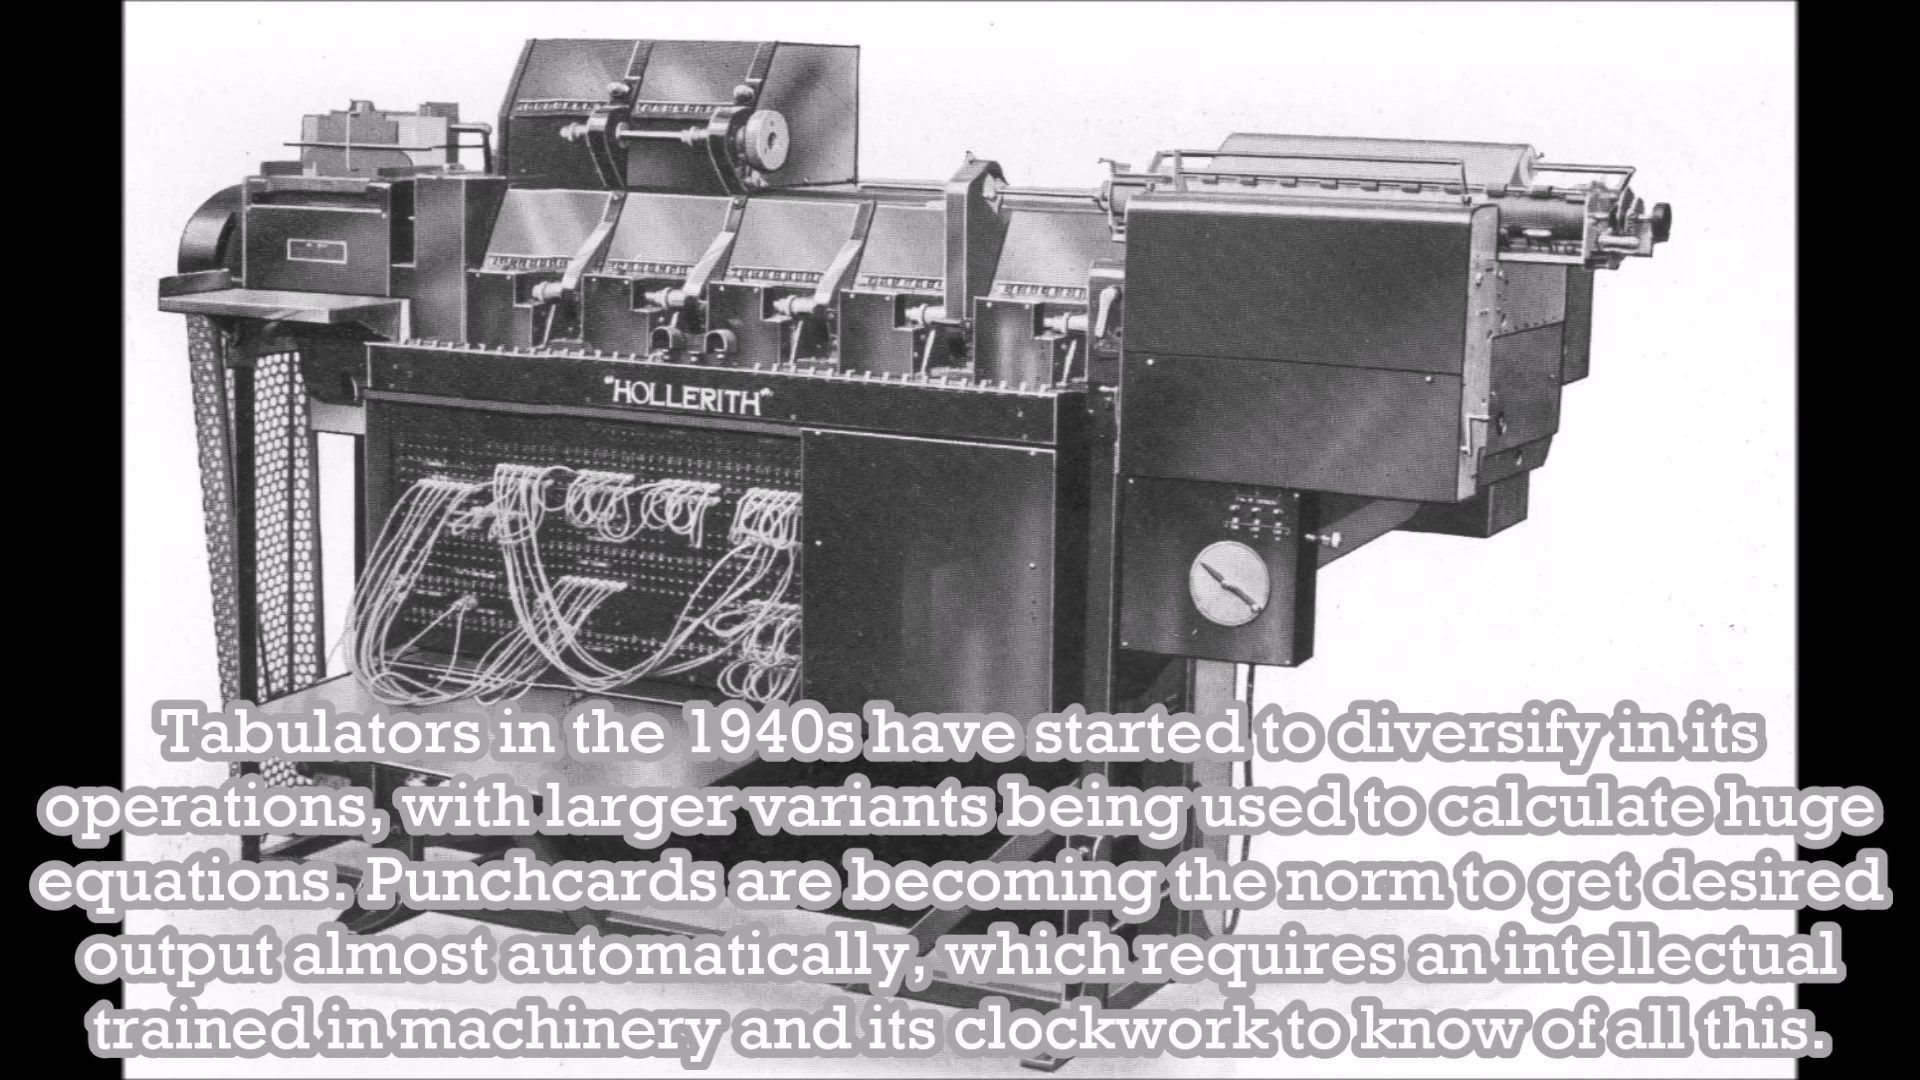 "HOLLERITH"
Tabulators in the 1940s have started to diversify in its
operations, with larger variants being used to calculate huge
equations. Punchcards are becoming the norm to get desired
output almost automatically, which requires an intellectual
trained in machinery and its clockwork to know of all this.